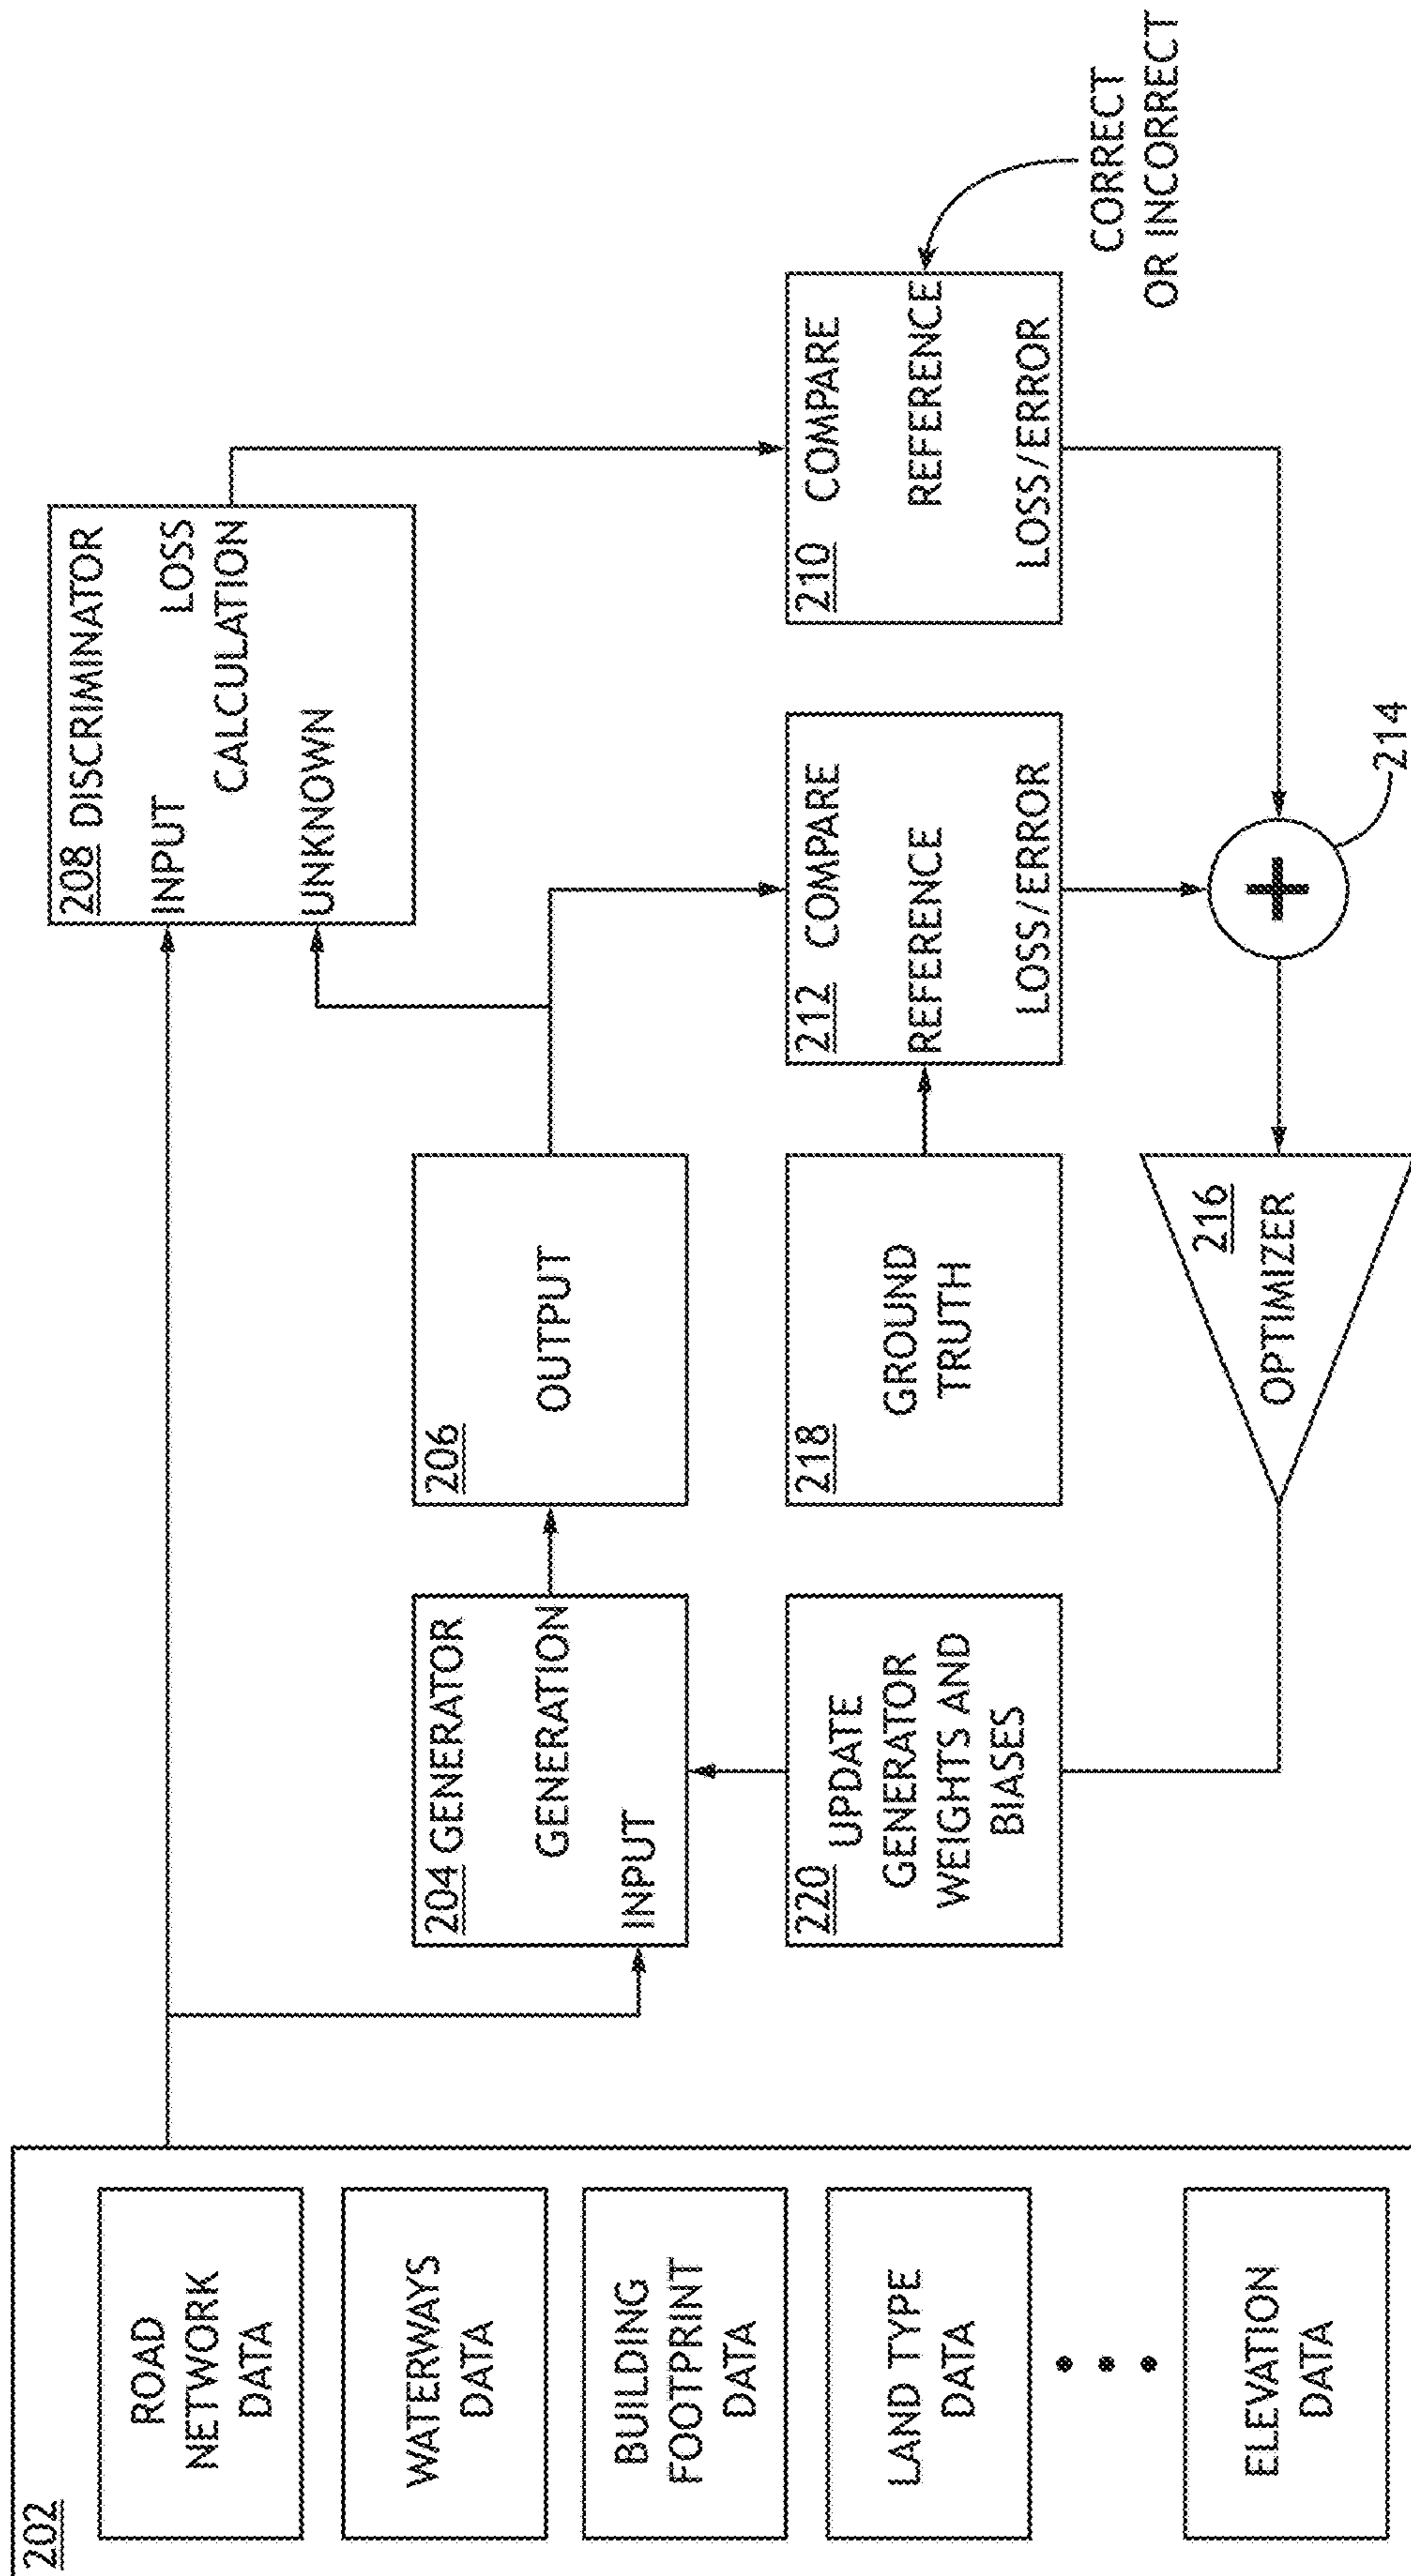 202
ROAD
NETWORK
DATA
WATERWAYS
DATA
BUILDING
FOOTPRINT
DATA
LAND TYPE
DATA
ELEVATION
DATA
204 GENERATOR
GENERATION
INPUT
206
OUTPUT
208 DISCRIMINATOR
INPUT
LOSS
CALCULATION
UNKNOWN
220
UPDATE
GENERATOR
WEIGHTS AND
BIASES
218
GROUND
TRUTH
212 COMPARE
REFERENCE
LOSS/ERROR
210 COMPARE
REFERENCE
LOSS/ERROR
CORRECT
OR INCORRECT
216
OPTIMIZER
+
214